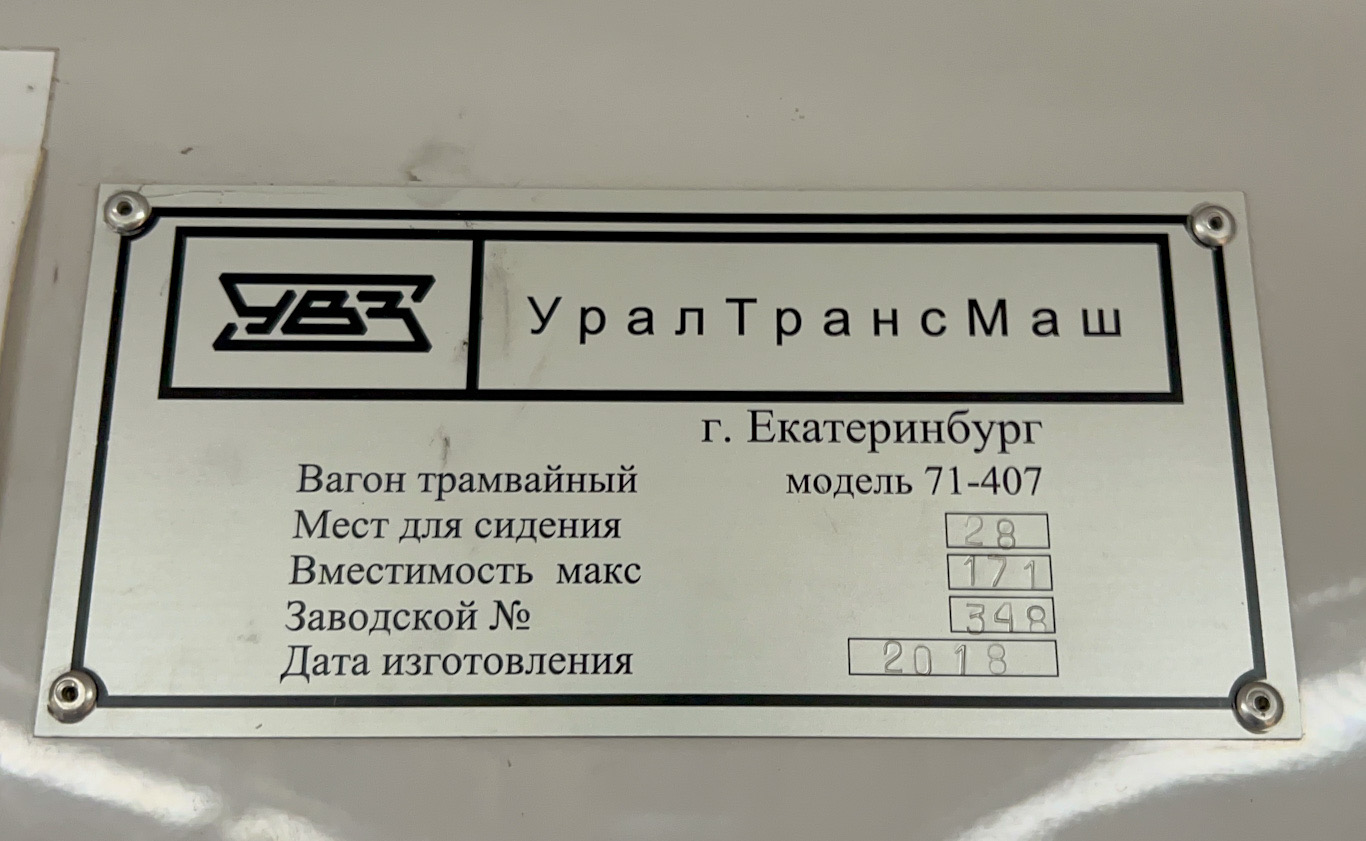 УВЗ УралТрансМаш
г. Екатеринбург
Вагон трамвайный модель 71-407
Мест для сидения 28
Вместимость макс 171
Заводской № 348
Дата изготовления 2018